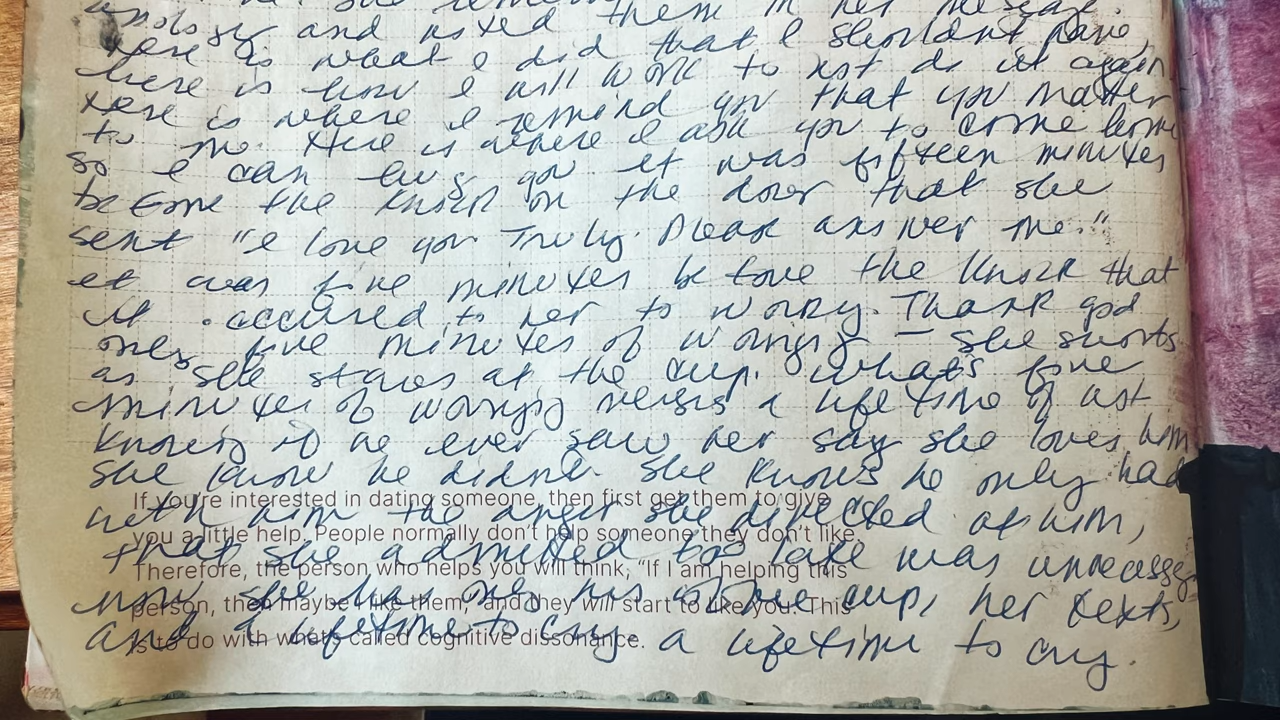 and used them in her message.
Here is what I did that I shouldn't have,
here is how I will work to not do it again
Here is where I remind you that you matter
to me. Here is where I ask you to come home
so I can hug you It was fifteen minutes
before the knock on the door that she
sent "I love you. Truly. Please answer me."
It was five minutes before the knock that
it occured to her to worry. Thank god
only five minutes of worrying – she snorts
as she stares at the cup. What's five
minutes of worrying versus a lifetime of not
knowing if he ever saw her say she loves him
She know he didnt. She knows he only had
If you're interested in dating someone, then first get them to give
with him the anger she directed at him,
you a little help. People normally don't help someone they don't like.
that she admitted too late was
Therefore, the person who helps you will think, "If I am helping this
now she has only his coffee cup, her texts,
person, then maybe I like them," and they will start to like you. This
and a lifetime to cry. a lifetime to cry.
is to do with what's called cognitive dissonance.